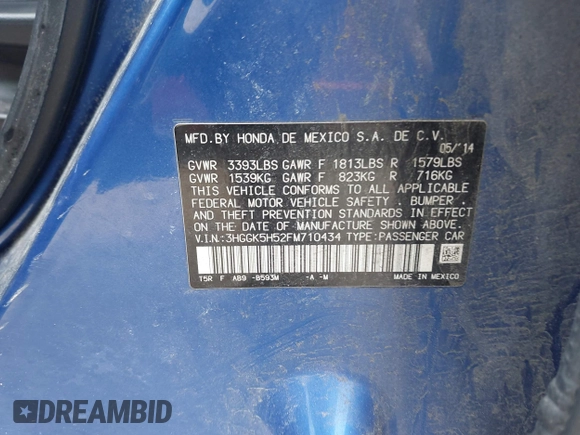 MFD. BY HONDA DE MEXICO S.A. DE C.V.
05/'14
GVWR 3393LBS GAWR F 1813LBS R 1579LBS
GVWR 1539KG GAWR F 823KG R 716KG
THIS VEHICLE CONFORMS TO ALL APPLICABLE
FEDERAL MOTOR VEHICLE SAFETY, BUMPER,
AND THEFT PREVENTION STANDARDS IN EFFECT
ON THE DATE OF MANUFACTURE SHOWN ABOVE.
V.I.N.:3HGGK5H52FM710434 TYPE:PASSENGER CAR
T5R F AB9 -B593M -A -M MADE IN MEXICO
DREAMBID